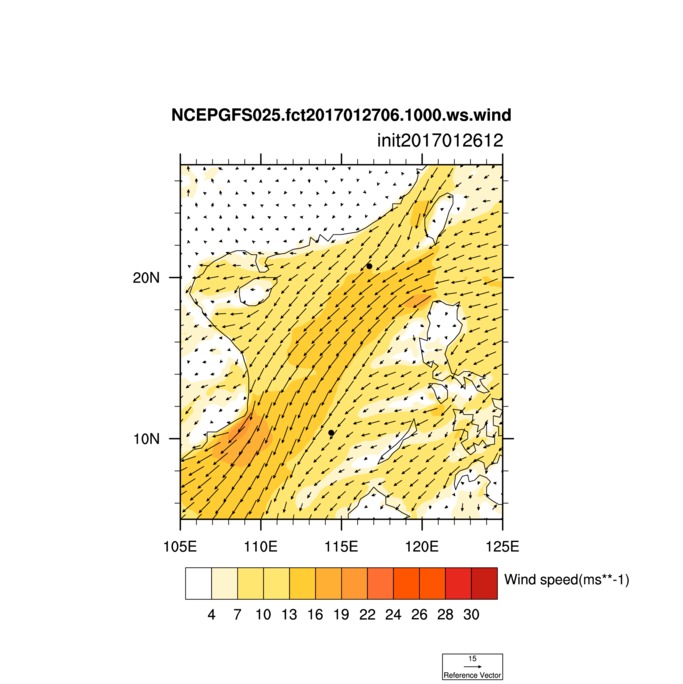 NCEPGFS025.fct2017012706.1000.ws.wind
init2017012612
20N
10N
105E 110E 115E 120E 125E
Wind speed(ms**-1)
4 7 10 13 16 19 22 24 26 28 30
15
Reference Vector